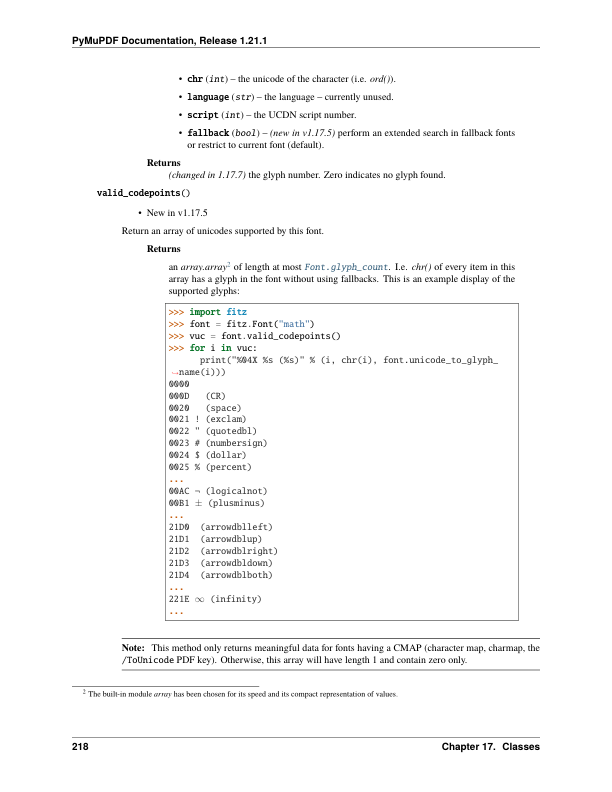 PyMuPDF Documentation, Release 1.21.1
• chr (int) – the unicode of the character (i.e. ord()).
• language (str) – the language – currently unused.
• script (int) – the UCDN script number.
• fallback (bool) – (new in v1.17.5) perform an extended search in fallback fonts
or restrict to current font (default).
Returns
(changed in 1.17.7) the glyph number. Zero indicates no glyph found.
valid_codepoints()
• New in v1.17.5
Return an array of unicodes supported by this font.
Returns
an array.array² of length at most Font.glyph_count. I.e. chr() of every item in this
array has a glyph in the font without using fallbacks. This is an example display of the
supported glyphs:
>>> import fitz
>>> font = fitz.Font("math")
>>> vuc = font.valid_codepoints()
>>> for i in vuc:
print("%04X %s (%s)" % (i, chr(i), font.unicode_to_glyph_
↪name(i)))
0000
000D (CR)
0020 (space)
0021 ! (exclam)
0022 " (quotedbl)
0023 # (numbersign)
0024 $ (dollar)
0025 % (percent)
...
00AC ¬ (logicalnot)
00B1 ± (plusminus)
...
21D0 (arrowdblleft)
21D1 (arrowdblup)
21D2 (arrowdblright)
21D3 (arrowdbldown)
21D4 (arrowdblboth)
...
221E ∞ (infinity)
...
Note: This method only returns meaningful data for fonts having a CMAP (character map, charmap, the
/ToUnicode PDF key). Otherwise, this array will have length 1 and contain zero only.
² The built-in module array has been chosen for its speed and its compact representation of values.
218 Chapter 17. Classes